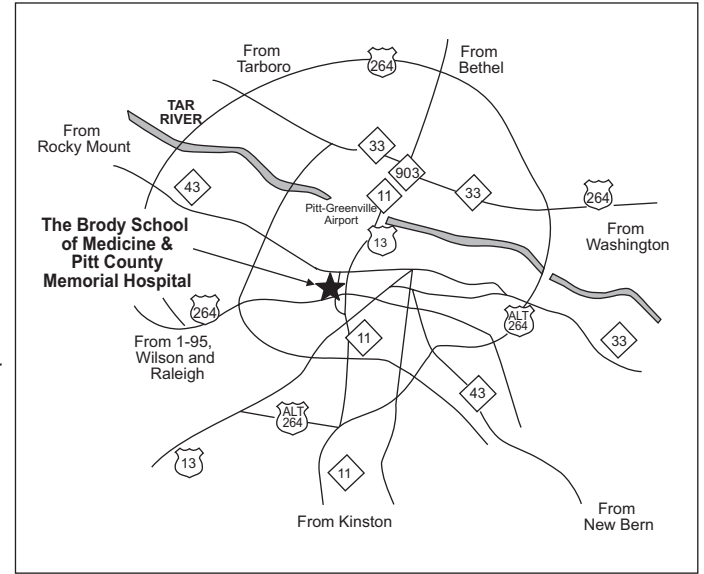 From
Tarboro
264
From
Bethel
TAR
RIVER
From
Rocky Mount
33
903
43
11
33
264
Pitt-Greenville
Airport
From
Washington
The Brody School
of Medicine &
Pitt County
Memorial Hospital
13
264
ALT
264
From 1-95,
Wilson and
Raleigh
11
33
43
ALT
264
13
11
From Kinston
From
New Bern